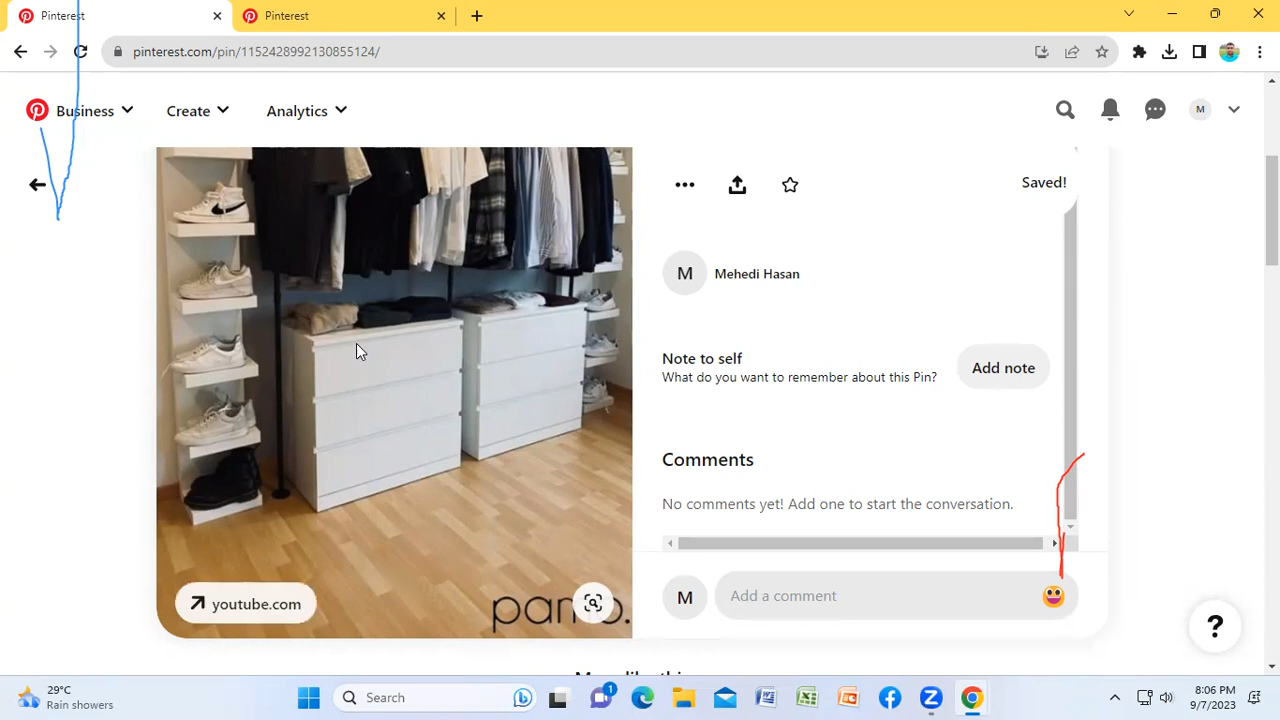 Pinterest
Pinterest
pinterest.com/pin/1152428992130855124/
Business
Create
Analytics
M
Saved!
M
Mehedi Hasan
Note to self
What do you want to remember about this Pin?
Add note
Comments
No comments yet! Add one to start the conversation.
youtube.com
M
Add a comment
?
29°C
Rain showers
Search
1
8:06 PM
9/7/2023